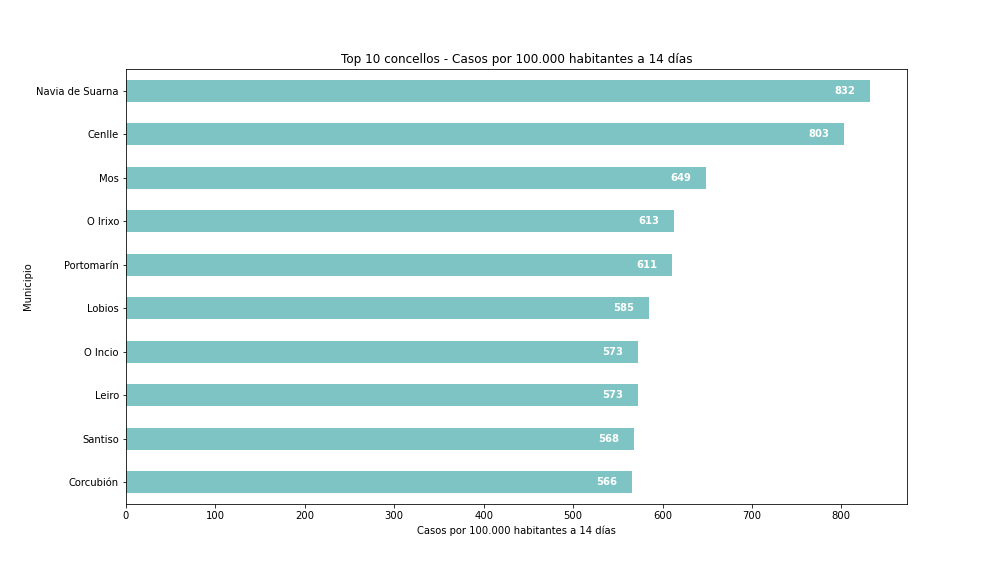 Top 10 concellos - Casos por 100.000 habitantes a 14 días
Municipio
Navia de Suarna 832
Cenlle 803
Mos 649
O Irixo 613
Portomarín 611
Lobios 585
O Incio 573
Leiro 573
Santiso 568
Corcubión 566
0 100 200 300 400 500 600 700 800
Casos por 100.000 habitantes a 14 días